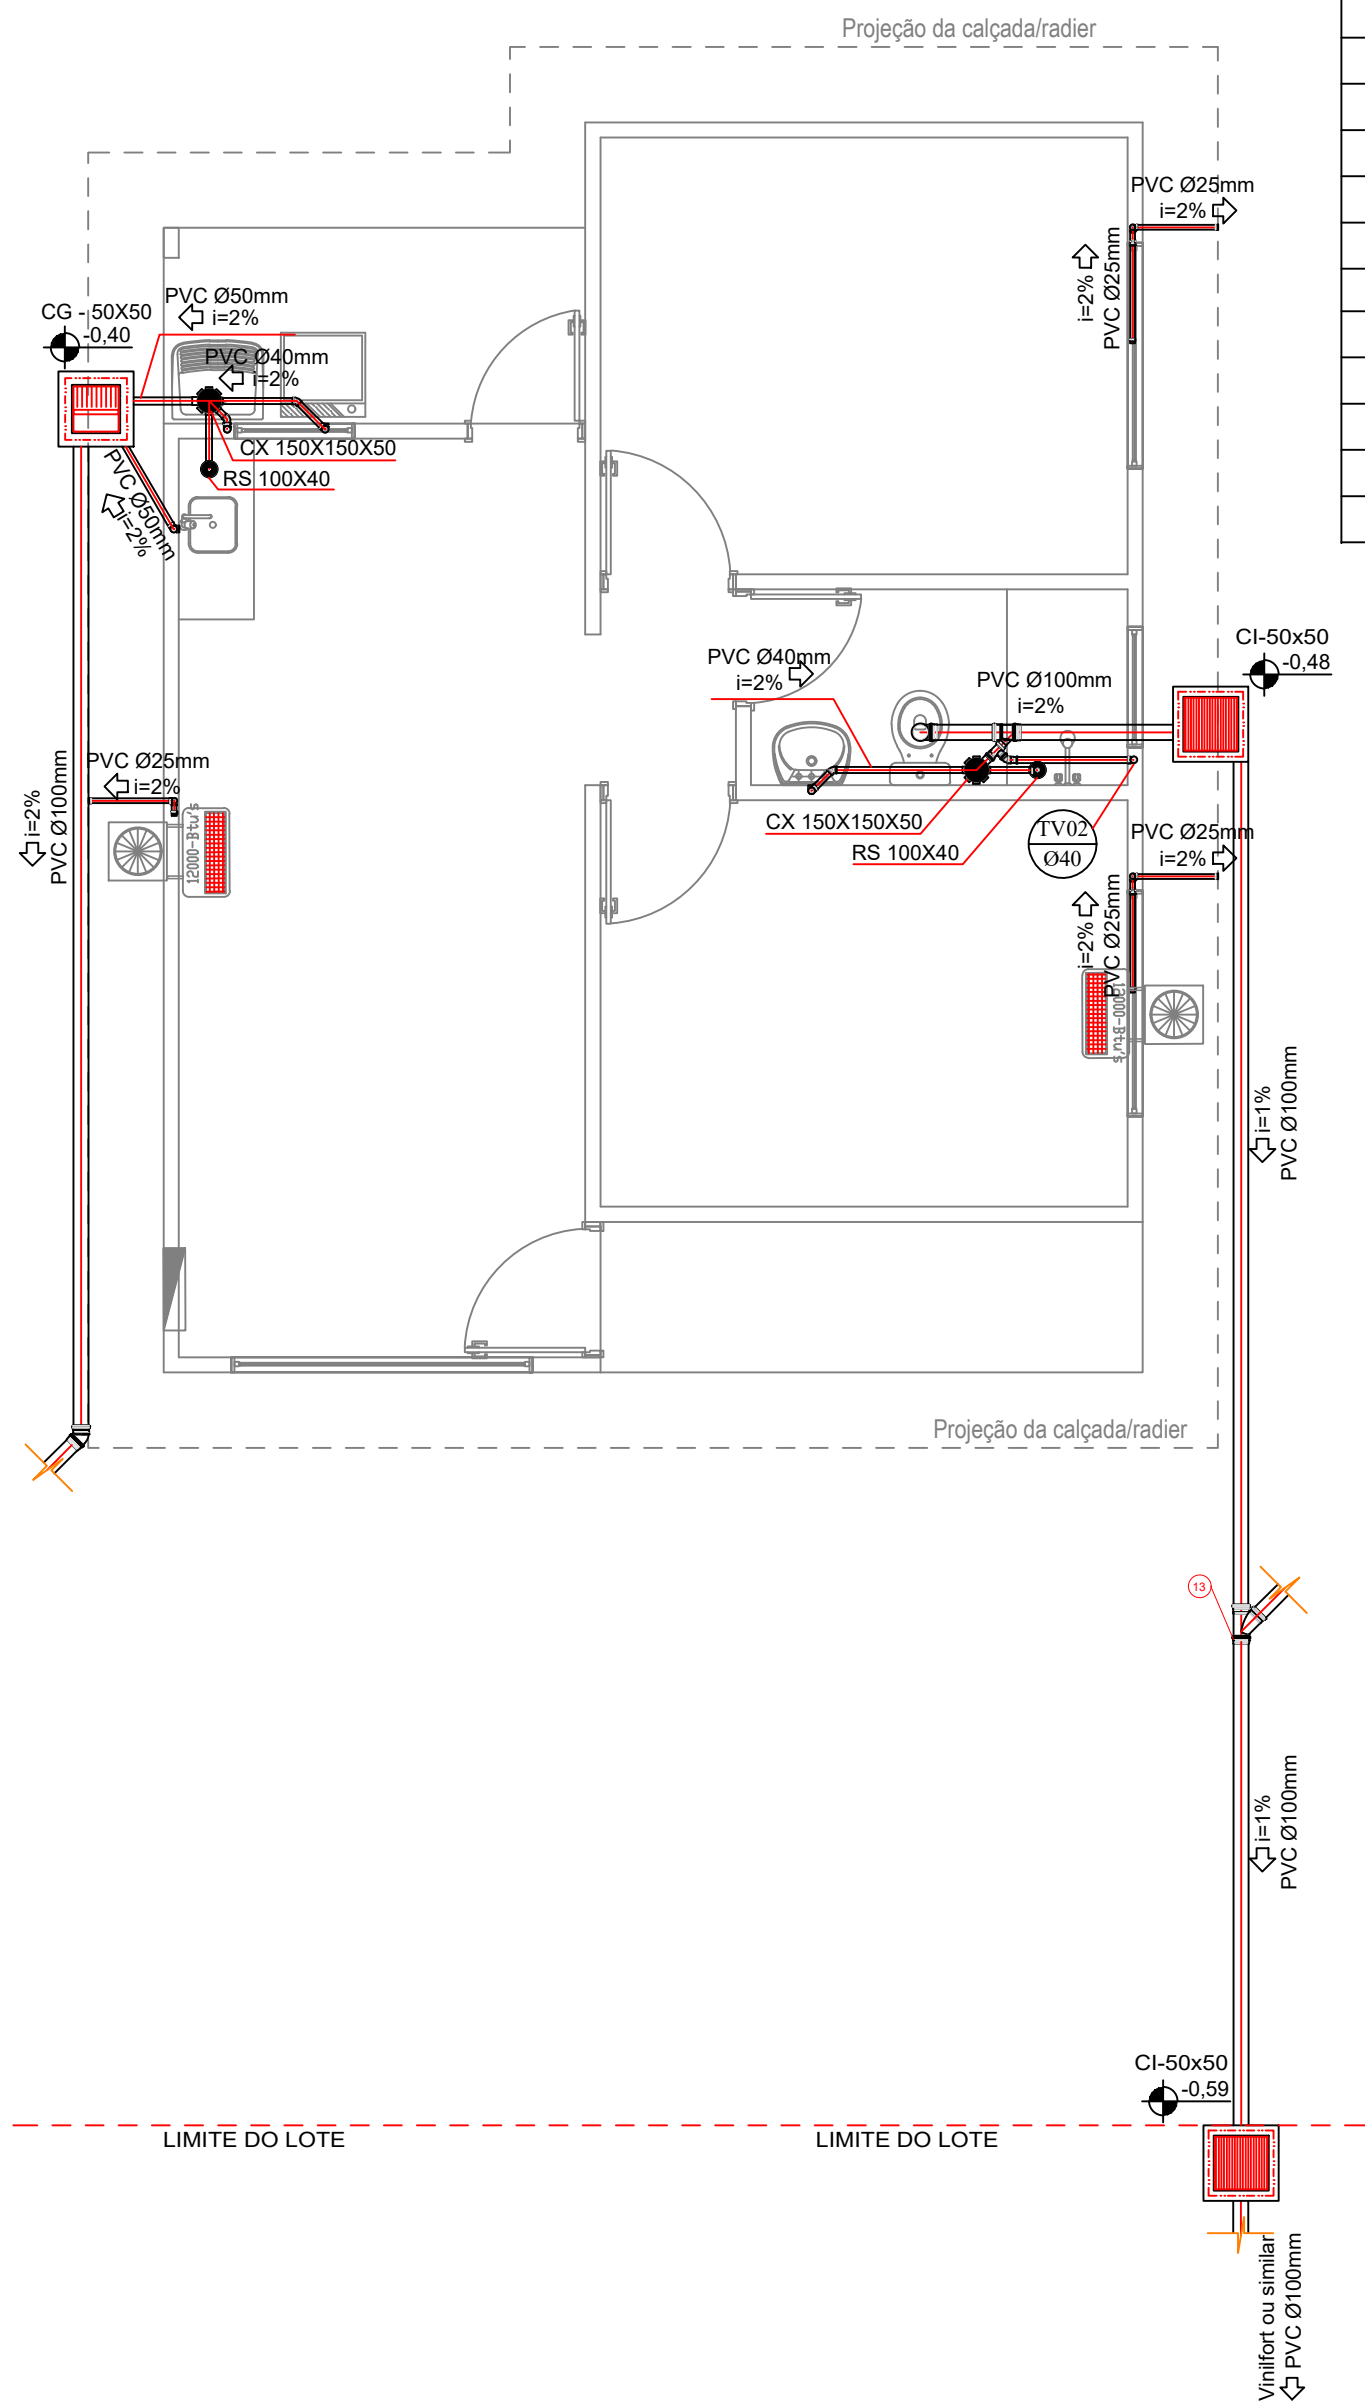 Projeção da calçada/radier
PVC Ø25mm
i=2%
i=2%
PVC Ø25mm
CG - 50X50
-0,40
PVC Ø50mm
i=2%
PVC Ø40mm
i=2%
CX 150X150X50
RS 100X40
PVC Ø50mm
i=2%
CI-50x50
-0,48
PVC Ø40mm
i=2%
PVC Ø100mm
i=2%
i=2%
PVC Ø100mm
PVC Ø25mm
i=2%
12000-Btu's
CX 150X150X50
RS 100X40
TV02
Ø40
PVC Ø25mm
i=2%
i=2%
PVC Ø25mm
12000-Btu's
i=1%
PVC Ø100mm
Projeção da calçada/radier
13
i=1%
PVC Ø100mm
CI-50x50
-0,59
LIMITE DO LOTE
LIMITE DO LOTE
Vinilfort ou similar
PVC Ø100mm